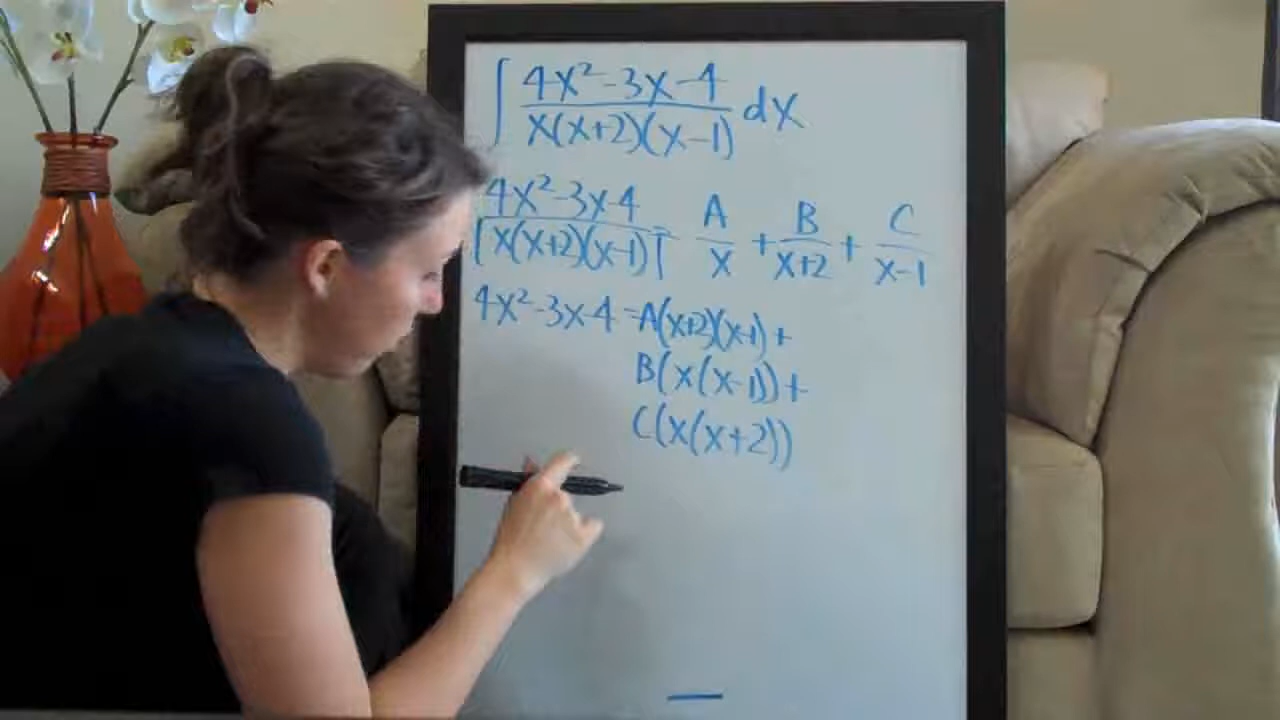 ∫ 4x²-3x-4 / x(x+2)(x-1) dx
4x²-3x-4 / [x(x+2)(x-1)] = A/x + B/x+2 + C/x-1
4x²-3x-4 = A(x+2)(x-1) +
B(x(x-1)) +
C(x(x+2))